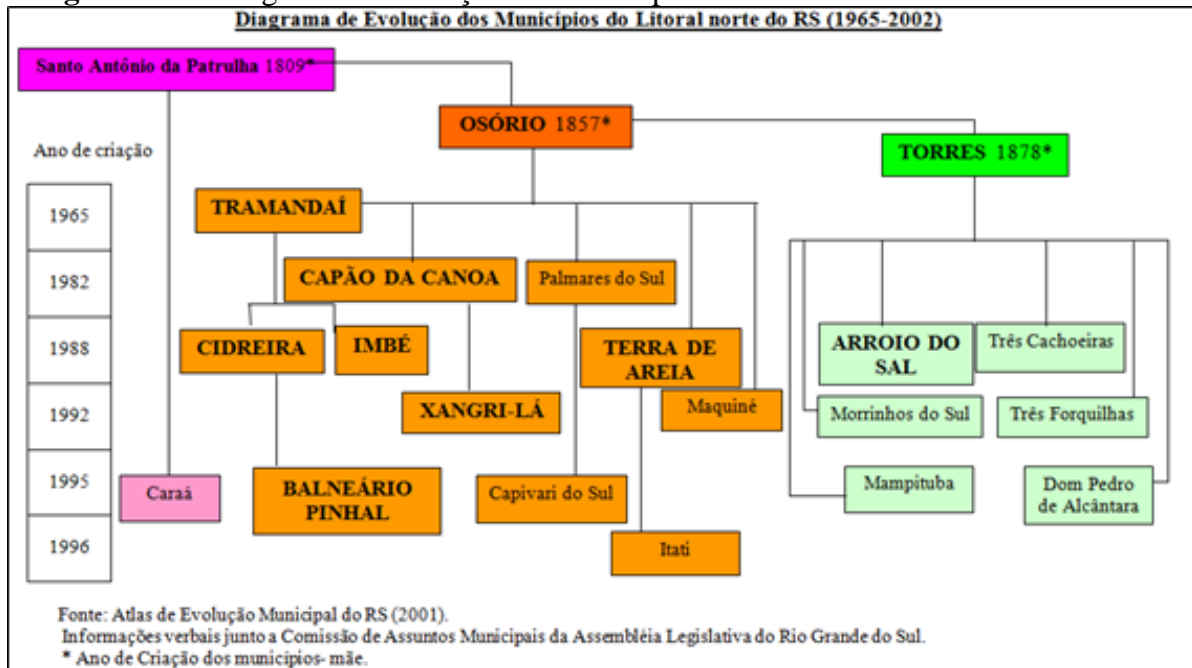 Diagrama de Evolução dos Municípios do Litoral norte do RS (1965-2002)
Santo Antônio da Patrulha 1809*
OSÓRIO 1857*
TORRES 1878*
Ano de criação
1965
TRAMANDAÍ
1982
CAPÃO DA CANOA
Palmares do Sul
1988
CIDREIRA
IMBÉ
TERRA DE
AREIA
ARROIO DO
SAL
Três Cachoeiras
1992
XANGRI-LÁ
Maquiné
Morrinhos do Sul
Três Forquilhas
1995
Caraá
BALNEÁRIO
PINHAL
Capivari do Sul
Mampituba
Dom Pedro
de Alcântara
1996
Itati
Fonte: Atlas de Evolução Municipal do RS (2001).
Informações verbais junto a Comissão de Assuntos Municipais da Assembléia Legislativa do Rio Grande do Sul.
* Ano de Criação dos municípios- mãe.